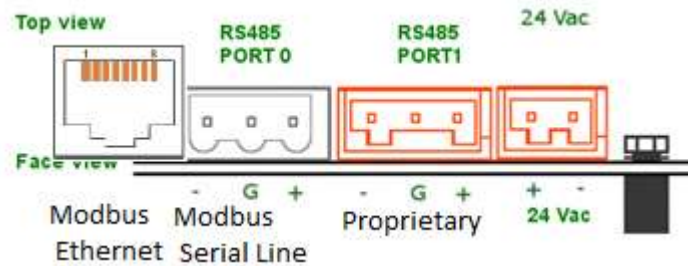 Top view
RS485
PORT 0
RS485
PORT1
24 Vac
1 8
Face view
- G +
- G +
+ -
24 Vac
Modbus
Ethernet
Modbus
Serial Line
Proprietary